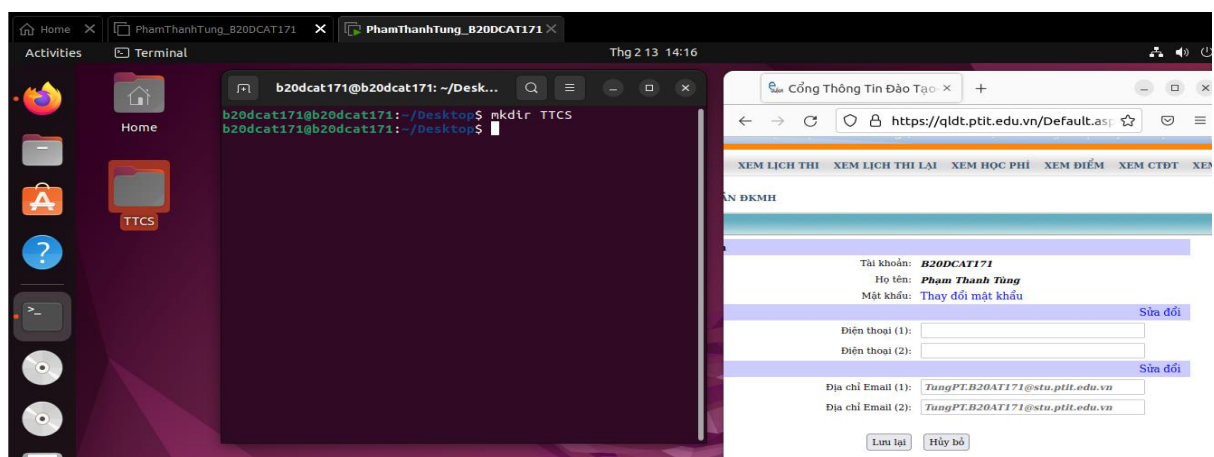 Home PhamThanhTung_B20DCAT171 PhamThanhTung_B20DCAT171
Activities Terminal Thg 2 13 14:16
b20dcat171@b20dcat171: ~/Desk...
b20dcat171@b20dcat171:~/Desktop$ mkdir TTCS
b20dcat171@b20dcat171:~/Desktop$
Home
TTCS
Cổng Thông Tin Đào Tạo
https://qldt.ptit.edu.vn/Default.asp
XEM LỊCH THI XEM LỊCH THI LẠI XEM HỌC PHÍ XEM ĐIỂM XEM CTĐT XEM
ĐKMH
Tài khoản: B20DCAT171
Họ tên: Phạm Thanh Tùng
Mật khẩu: Thay đổi mật khẩu
Sửa đổi
Điện thoại (1):
Điện thoại (2):
Sửa đổi
Địa chỉ Email (1): TungPT.B20AT171@stu.ptit.edu.vn
Địa chỉ Email (2): TungPT.B20AT171@stu.ptit.edu.vn
Lưu lại Hủy bỏ